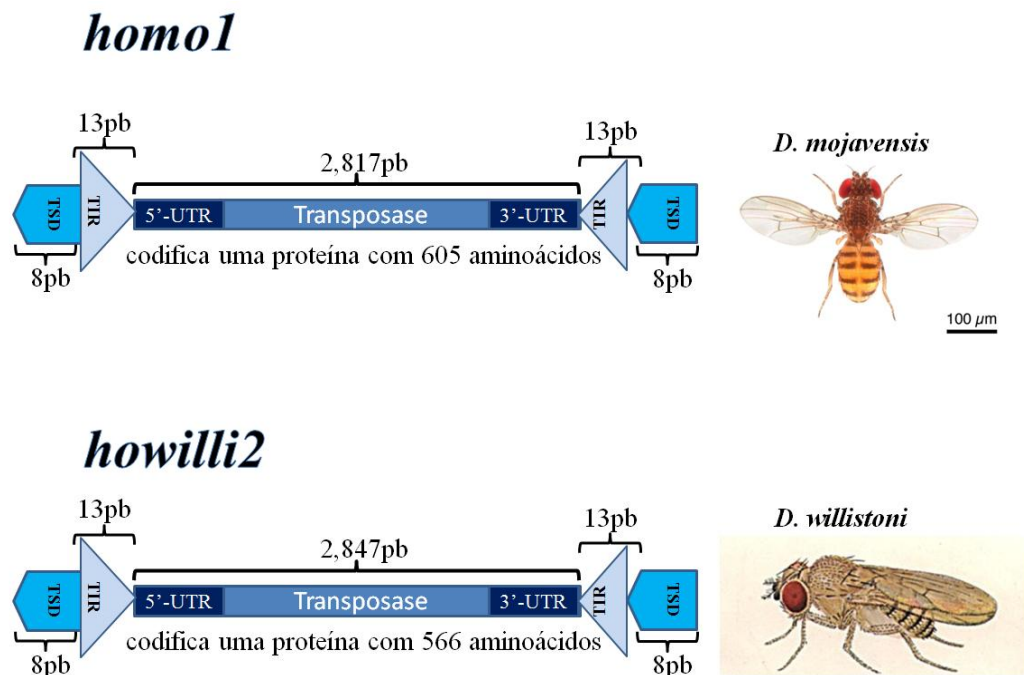 homo1
13pb
13pb
2,817pb
TSD
TIR
5’-UTR
Transposase
3’-UTR
TIR
TSD
8pb
codifica uma proteína com 605 aminoácidos
8pb
D. mojavensis
100 µm
howilli2
13pb
13pb
2,847pb
TSD
TIR
5’-UTR
Transposase
3’-UTR
TIR
TSD
8pb
codifica uma proteína com 566 aminoácidos
8pb
D. willistoni